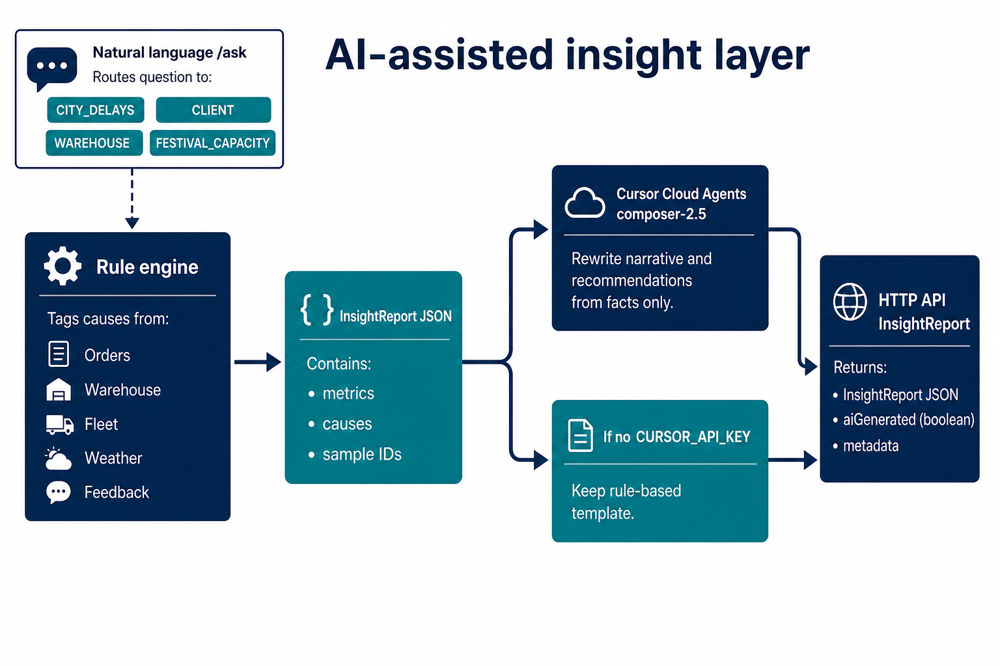 AI-assisted insight layer
Natural language /ask
Routes question to:
CITY_DELAYS
CLIENT
WAREHOUSE
FESTIVAL_CAPACITY
Rule engine
Tags causes from:
Orders
Warehouse
Fleet
Weather
Feedback
{ } InsightReport JSON
Contains:
• metrics
• causes
• sample IDs
Cursor Cloud Agents
composer-2.5
Rewrite narrative and
recommendations
from facts only.
If no CURSOR_API_KEY
Keep rule-based
template.
HTTP API
InsightReport
Returns:
• InsightReport JSON
• aiGenerated (boolean)
• metadata